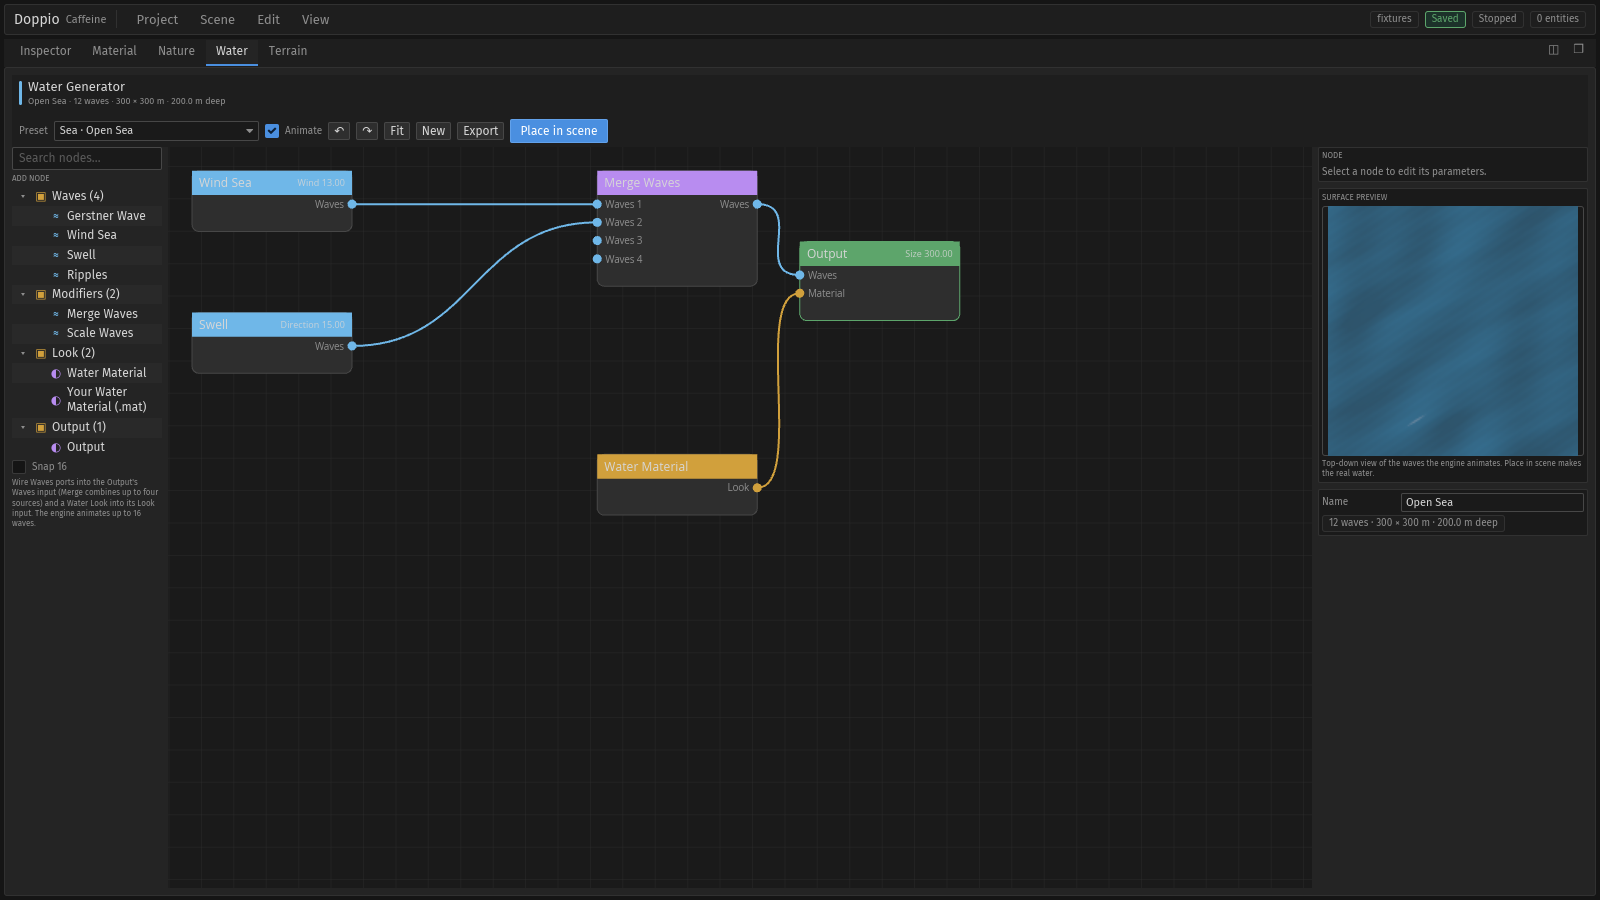 Doppio Caffeine Project Scene Edit View fixtures Saved Stopped 0 entities
Inspector Material Nature Water Terrain
Water Generator
Open Sea · 12 waves · 300 × 300 m · 200.0 m deep
Preset Sea · Open Sea Animate Fit New Export Place in scene
Search nodes...
ADD NODE
Waves (4)
Gerstner Wave
Wind Sea
Swell
Ripples
Modifiers (2)
Merge Waves
Scale Waves
Look (2)
Water Material
Your Water
Material (.mat)
Output (1)
Output
Snap 16
Wire Waves ports into the Output's
Waves input (Merge combines up to four
sources) and a Water Look into its Look
input. The engine animates up to 16
waves.
Wind Sea Wind 13.00
Waves
Swell Direction 15.00
Waves
Merge Waves
Waves 1 Waves
Waves 2
Waves 3
Waves 4
Water Material
Look
Output Size 300.00
Waves
Material
NODE
Select a node to edit its parameters.
SURFACE PREVIEW
Top-down view of the waves the engine animates. Place in scene makes
the real water.
Name Open Sea
12 waves · 300 × 300 m · 200.0 m deep